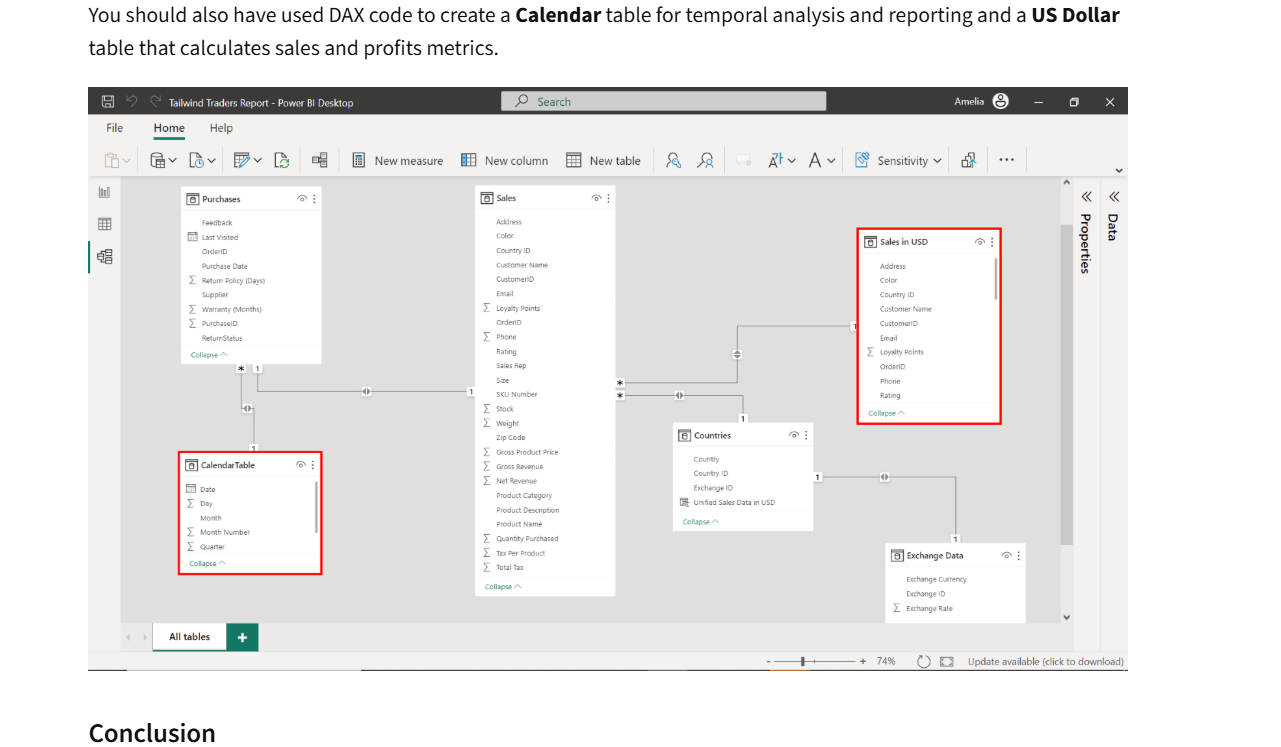 You should also have used DAX code to create a Calendar table for temporal analysis and reporting and a US Dollar
table that calculates sales and profits metrics.
Tailwind Traders Report - Power BI Desktop
Search
Amelia
File
Home
Help
New measure
New column
New table
Sensitivity
Purchases
Feedback
Last Visited
OrderID
Purchase Date
Return Policy (Days)
Supplier
Warranty (Months)
PurchaseID
ReturnStatus
Collapse
* 1
1
1
CalendarTable
Date
Day
Month
Month Number
Quarter
Collapse
Sales
Address
Color
Country ID
Customer Name
CustomerID
Email
Loyalty Points
OrderID
Phone
Rating
Sales Rep
Size
SKU Number
Stock
Weight
Zip Code
Gross Product Price
Gross Revenue
Net Revenue
Product Category
Product Description
Product Name
Quantity Purchased
Tax Per Product
Total Tax
Collapse
*
*
1
1
Sales in USD
Address
Color
Country ID
Customer Name
CustomerID
Email
Loyalty Points
OrderID
Phone
Rating
Collapse
Countries
Country
Country ID
Exchange ID
Unified Sales Data in USD
Collapse
1
1
Exchange Data
Exchange Currency
Exchange ID
Exchange Rate
Properties
Data
All tables
+
- + 74%
Update available (click to download)
Conclusion